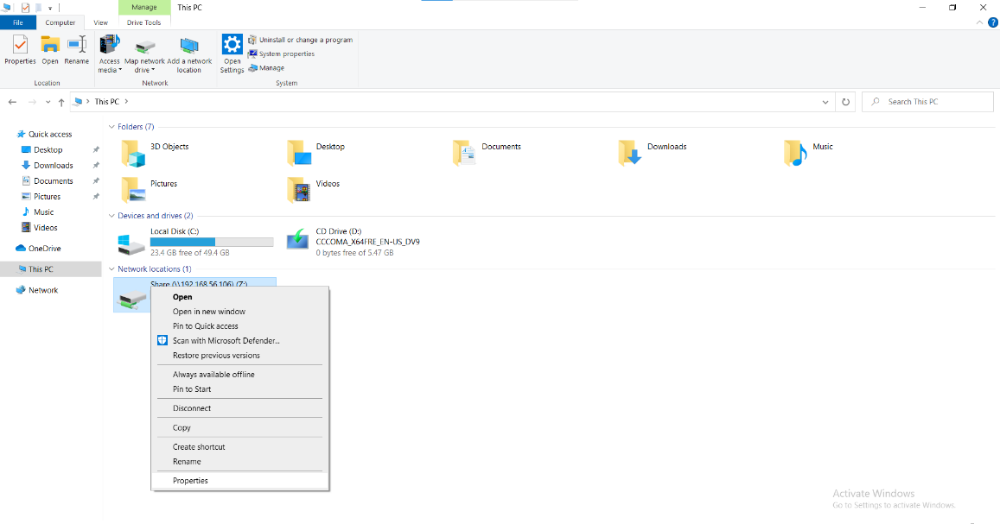 Manage
This PC
File
Computer
View
Drive Tools
Properties
Open
Rename
Access media
Map network drive
Add a network location
Open Settings
Uninstall or change a program
System properties
Manage
Location
Network
System
This PC
Search This PC
Quick access
Desktop
Downloads
Documents
Pictures
Music
Videos
OneDrive
This PC
Network
Folders (7)
3D Objects
Desktop
Documents
Downloads
Music
Pictures
Videos
Devices and drives (2)
Local Disk (C:)
23.4 GB free of 49.4 GB
CD Drive (D:)
CCCOMA_X64FRE_EN-US_DV9
0 bytes free of 5.47 GB
Network locations (1)
Share (\\192.168.56.106) (Z:)
Open
Open in new window
Pin to Quick access
Scan with Microsoft Defender...
Restore previous versions
Always available offline
Pin to Start
Disconnect
Copy
Create shortcut
Rename
Properties
Activate Windows
Go to Settings to activate Windows.